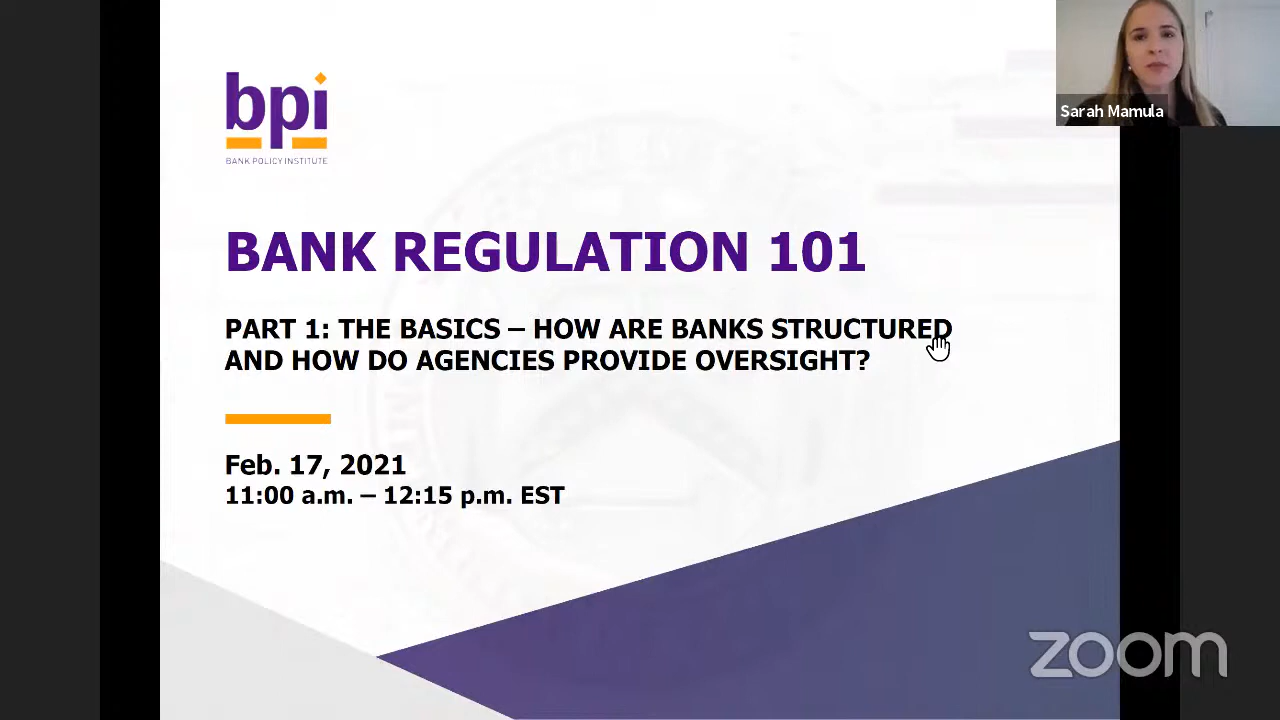 bpi
BANK POLICY INSTITUTE
Sarah Mamula
BANK REGULATION 101
PART 1: THE BASICS – HOW ARE BANKS STRUCTURED
AND HOW DO AGENCIES PROVIDE OVERSIGHT?
Feb. 17, 2021
11:00 a.m. – 12:15 p.m. EST
zoom